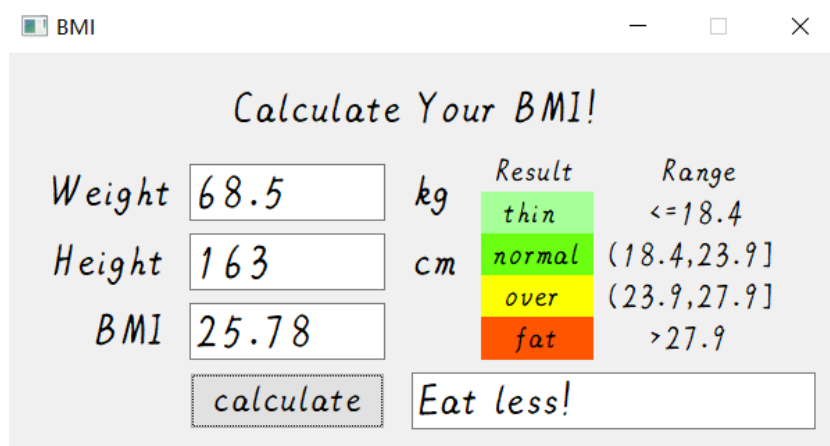 BMI
Calculate Your BMI!
Weight 68.5 kg
Height 163 cm
BMI 25.78
calculate
Result Range
thin <=18.4
normal (18.4,23.9]
over (23.9,27.9]
fat >27.9
Eat less!